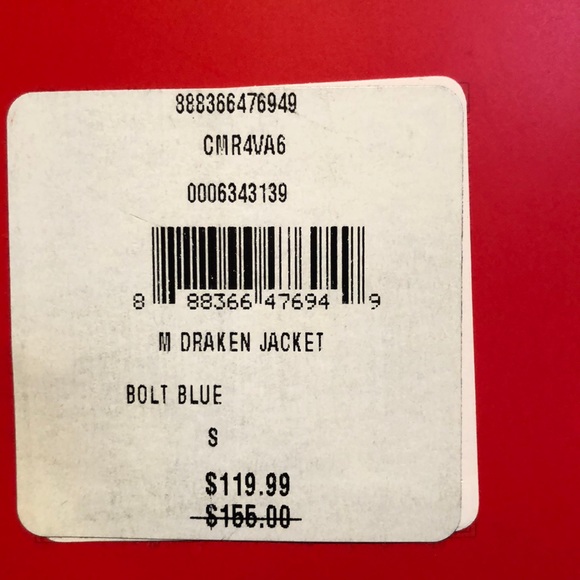 888366476949
CMR4VA6
0006343139
8 88366 47694 9
M DRAKEN JACKET
BOLT BLUE
S
$119.99
$155.00